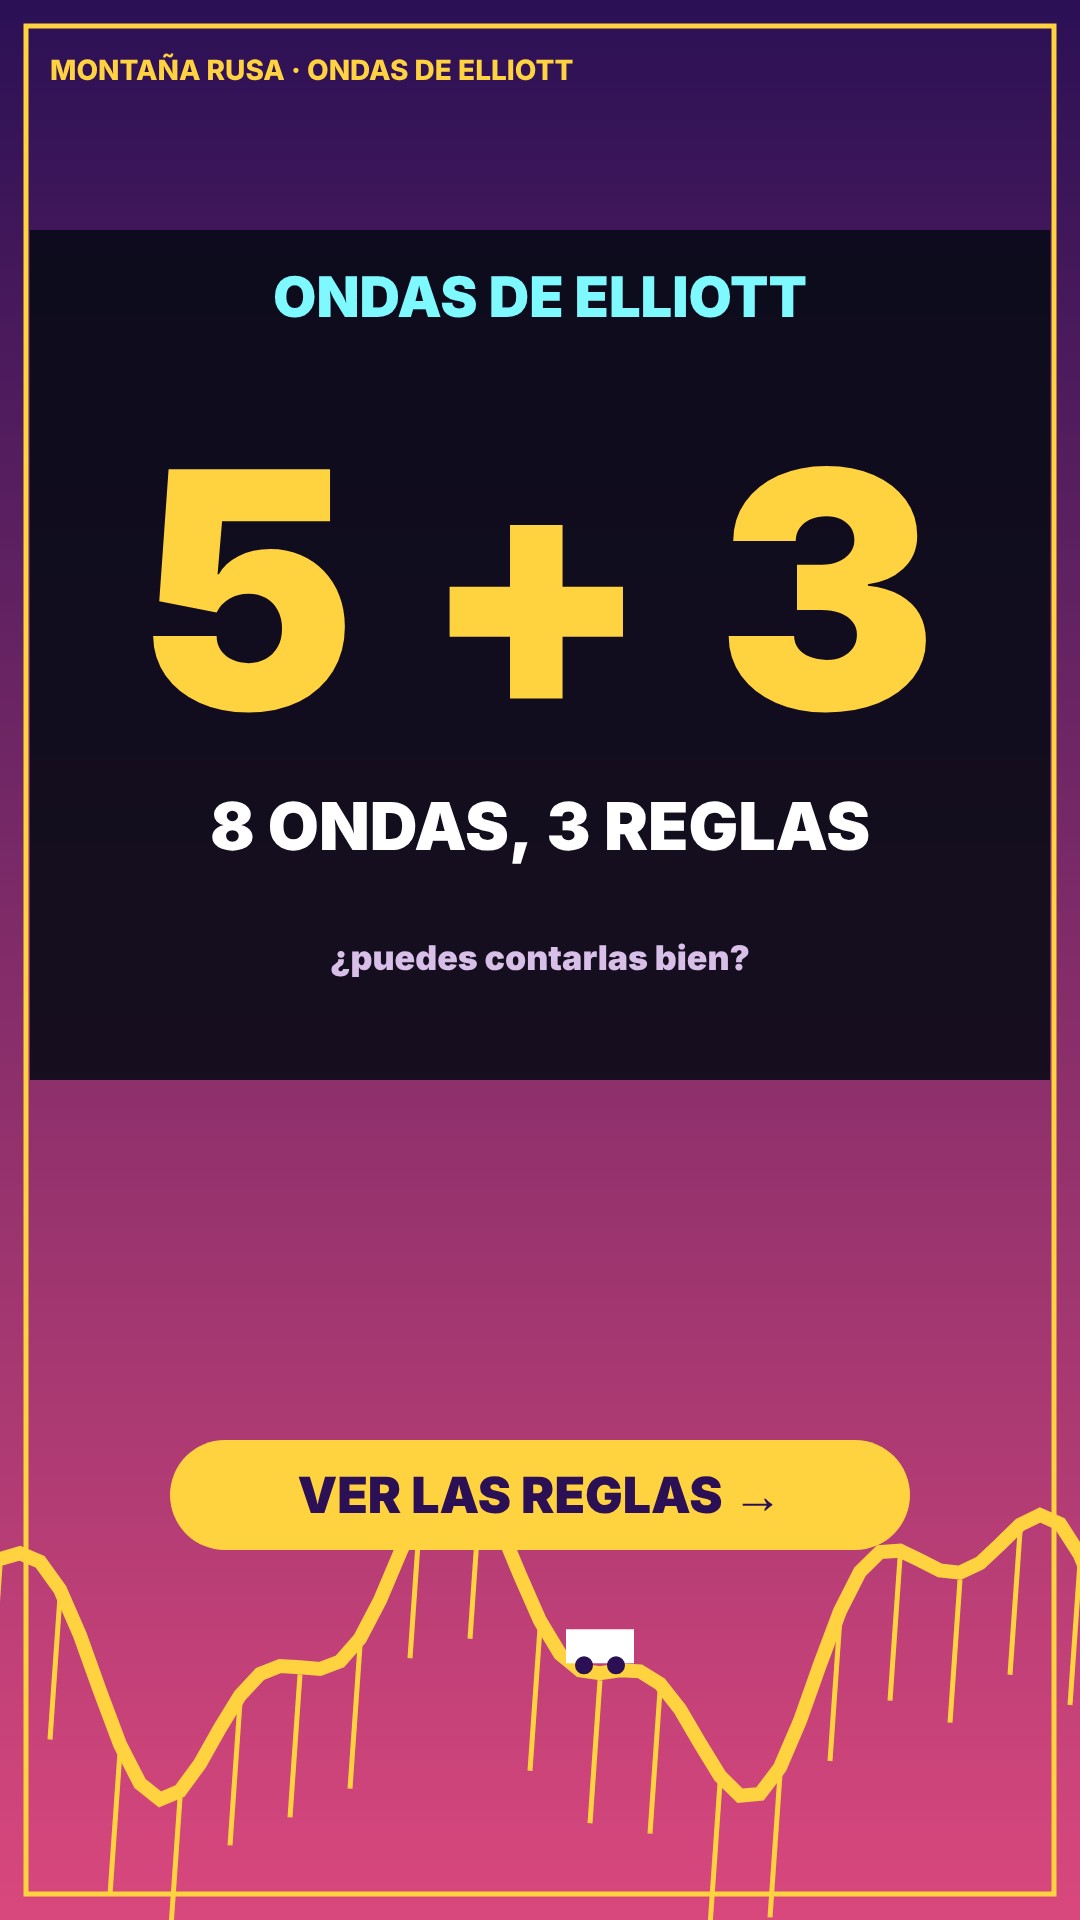 MONTAÑA RUSA · ONDAS DE ELLIOTT
ONDAS DE ELLIOTT
5 + 3
8 ONDAS, 3 REGLAS
¿puedes contarlas bien?
VER LAS REGLAS →